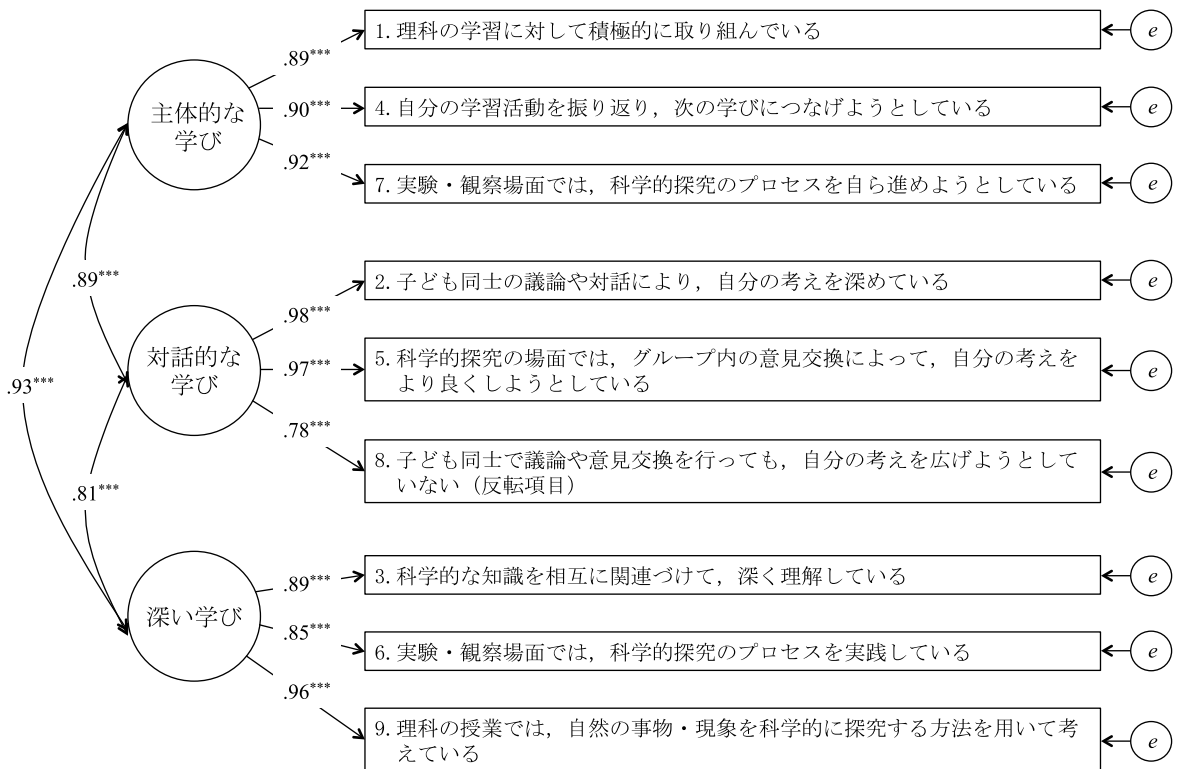 1. 理科の学習に対して積極的に取り組んでいる
e
.89***
主体的な
学び
.90***
4. 自分の学習活動を振り返り，次の学びにつなげようとしている
e
.92***
7. 実験・観察場面では，科学的探究のプロセスを自ら進めようとしている
e
.89***
2. 子ども同士の議論や対話により，自分の考えを深めている
e
.98***
対話的な
学び
.97***
5. 科学的探究の場面では，グループ内の意見交換によって，自分の考えを
より良くしようとしている
e
.93***
.78***
8. 子ども同士で議論や意見交換を行っても，自分の考えを広げようとして
いない（反転項目）
e
.81***
3. 科学的な知識を相互に関連づけて，深く理解している
e
.89***
深い学び
.85***
6. 実験・観察場面では，科学的探究のプロセスを実践している
e
.96***
9. 理科の授業では，自然の事物・現象を科学的に探究する方法を用いて考
えている
e